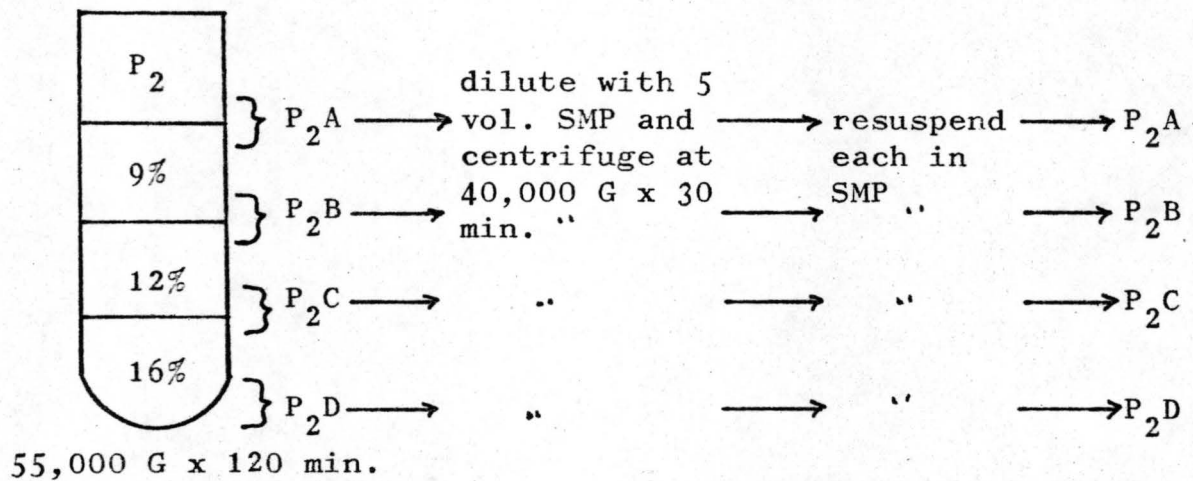 P₂
dilute with 5
P₂A vol. SMP and resuspend P₂A
9% centrifuge at each in
40,000 G x 30 SMP
P₂B min. " " P₂B
12%
P₂C " " P₂C
16%
P₂D " " P₂D
55,000 G x 120 min.